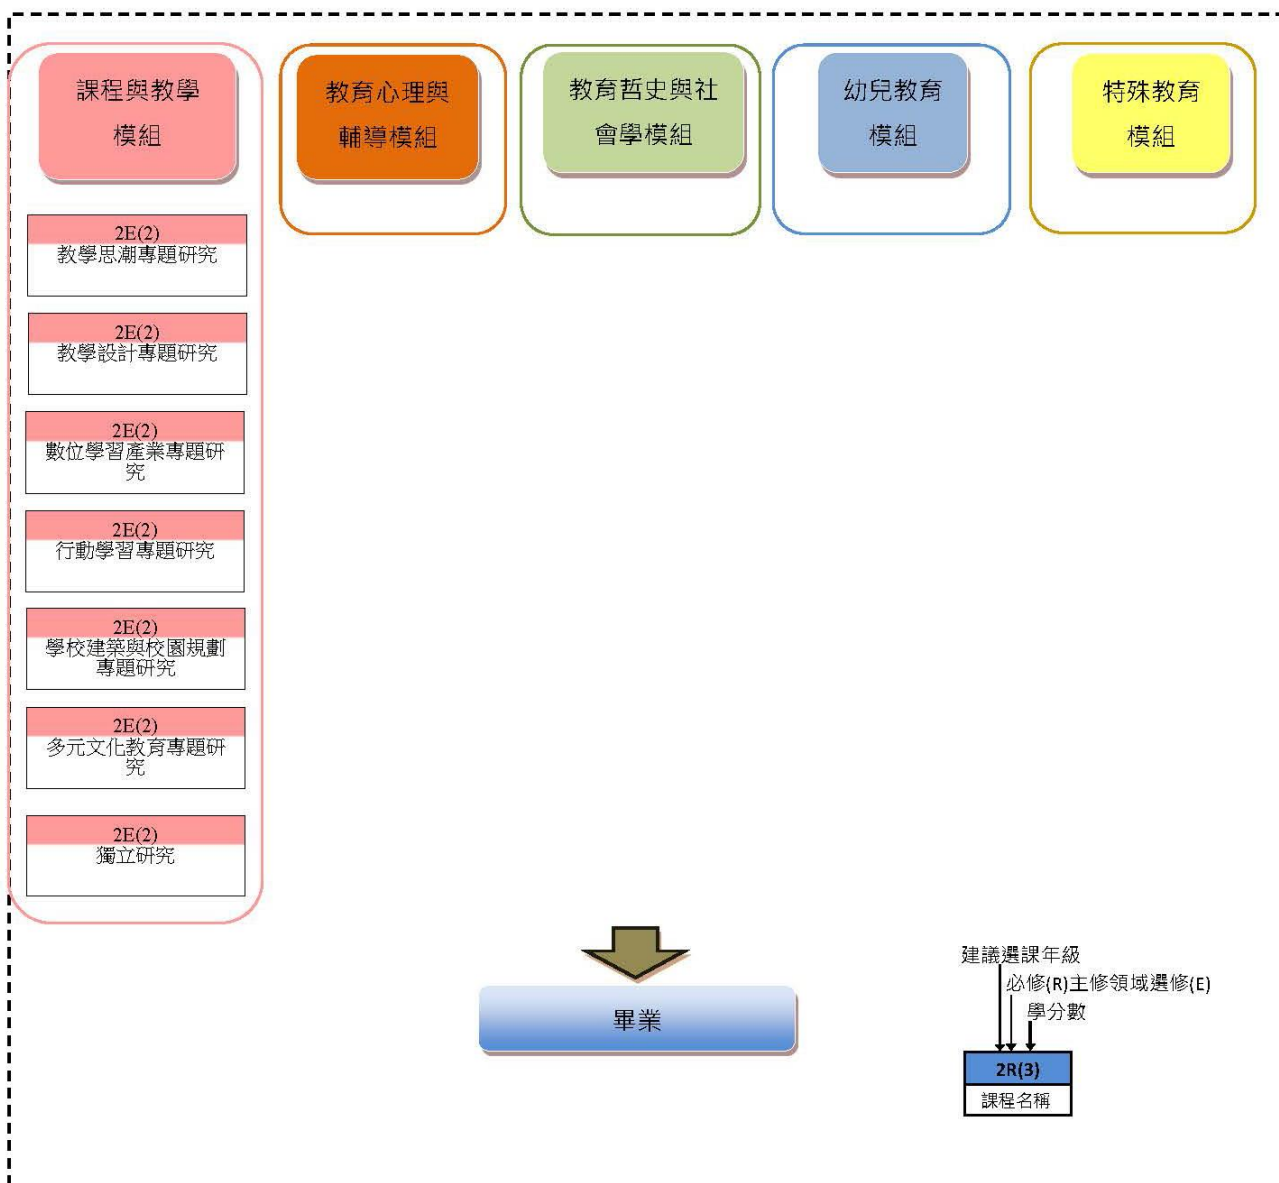 課程與教學
模組
教育心理與
輔導模組
教育哲史與社
會學模組
幼兒教育
模組
特殊教育
模組
2E(2)
教學思潮專題研究
2E(2)
教學設計專題研究
2E(2)
數位學習產業專題研
究
2E(2)
行動學習專題研究
2E(2)
學校建築與校園規劃
專題研究
2E(2)
多元文化教育專題研
究
2E(2)
獨立研究
畢業
建議選課年級
必修(R)主修領域選修(E)
學分數
2R(3)
課程名稱